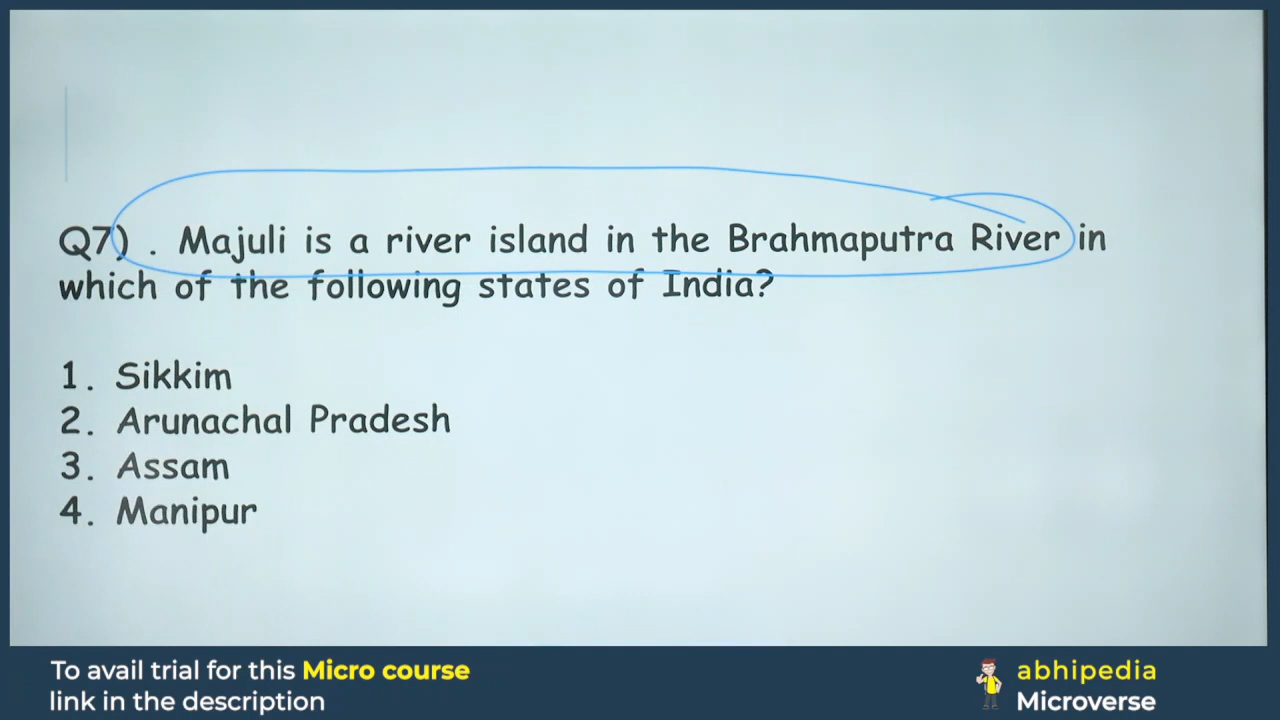 Q7) . Majuli is a river island in the Brahmaputra River in
which of the following states of India?
1. Sikkim
2. Arunachal Pradesh
3. Assam
4. Manipur
To avail trial for this Micro course
link in the description
abhipedia
Microverse